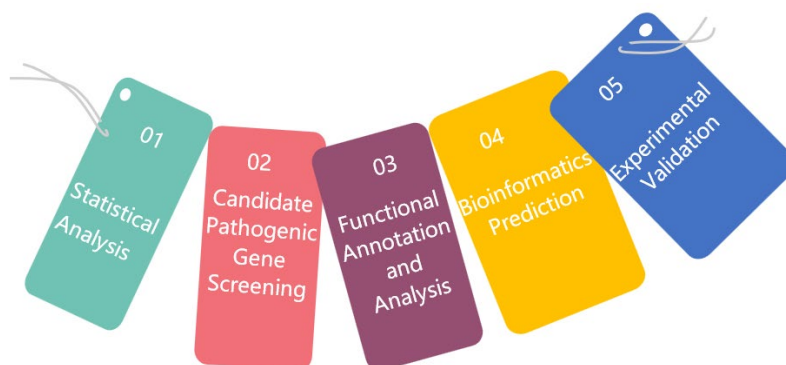 01
Statistical
Analysis
02
Candidate
Pathogenic
Gene
Screening
03
Functional
Annotation
and
Analysis
04
Bioinformatics
Prediction
05
Experimental
Validation